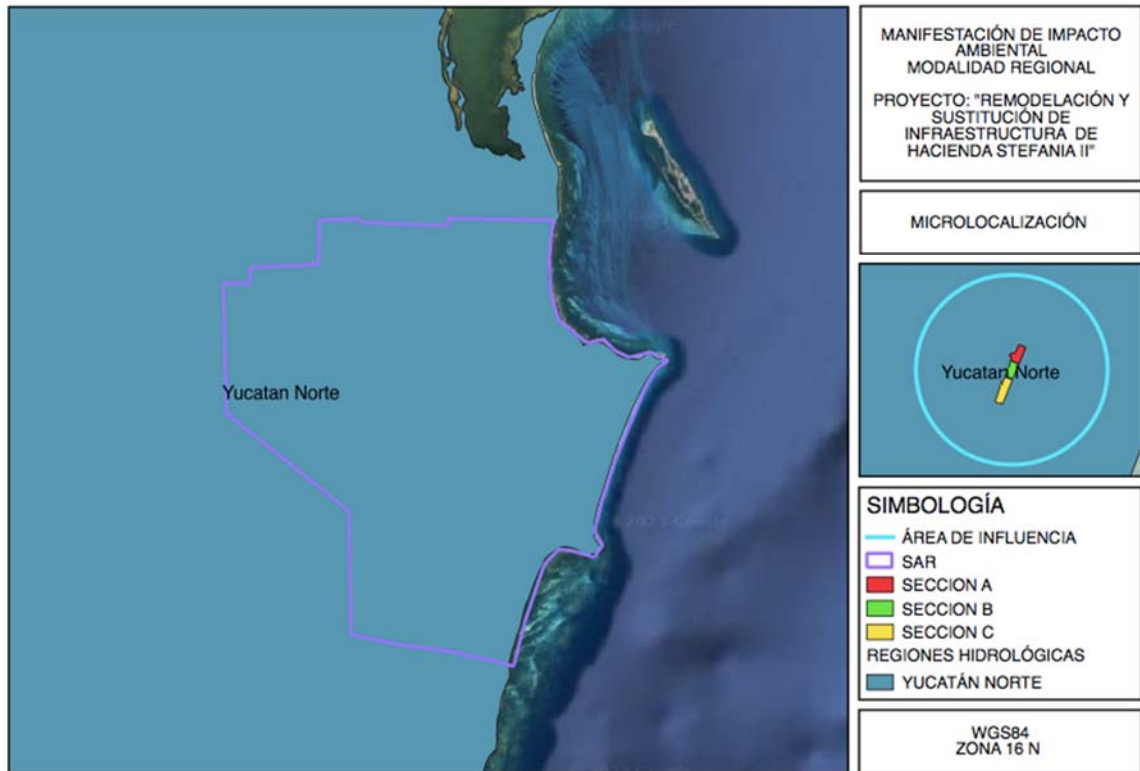 Yucatan Norte
MANIFESTACIÓN DE IMPACTO
AMBIENTAL
MODALIDAD REGIONAL
PROYECTO: "REMODELACIÓN Y
SUSTITUCIÓN DE
INFRAESTRUCTURA DE
HACIENDA STEFANIA II"
MICROLOCALIZACIÓN
Yucatan Norte
SIMBOLOGÍA
ÁREA DE INFLUENCIA
SAR
SECCION A
SECCION B
SECCION C
REGIONES HIDROLÓGICAS
YUCATÁN NORTE
WGS84
ZONA 16 N